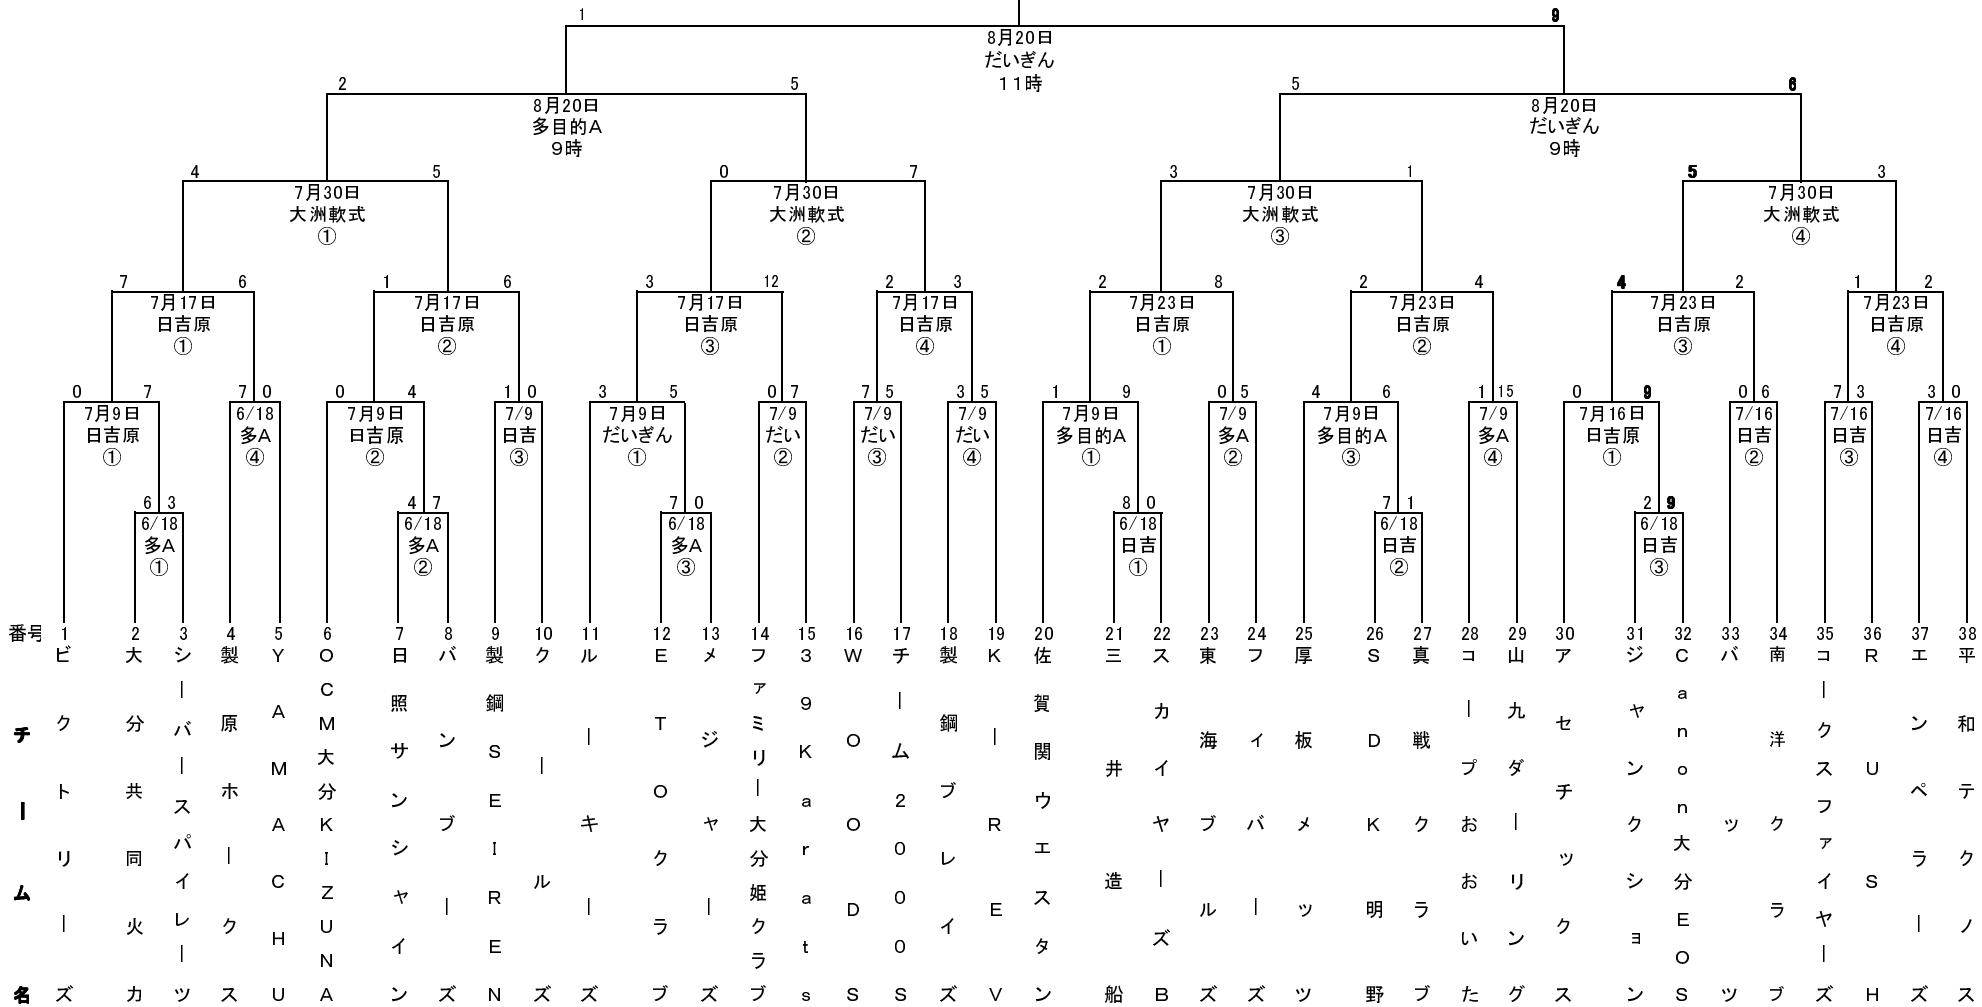 1 9
8月20日
だいぎん
11時
2 5 5 6
8月20日 8月20日
多目的A だいぎん
9時 9時
4 5 0 7 3 1 5 3
7月30日 7月30日 7月30日 7月30日
大洲軟式 大洲軟式 大洲軟式 大洲軟式
① ② ③ ④
7 6 1 6 3 12 2 3 2 8 2 4 4 2 1 2
7月17日 7月17日 7月17日 7月17日 7月23日 7月23日 7月23日 7月23日
日吉原 日吉原 日吉原 日吉原 日吉原 日吉原 日吉原 日吉原
① ② ③ ④ ① ② ③ ④
0 7 7 0 0 4 1 0 3 5 0 7 7 5 3 5 1 9 0 5 4 6 1 15 0 9 0 6 7 3 3 0
7月9日 6/18 7月9日 7/9 7月9日 7/9 7/9 7/9 7月9日 7/9 7月9日 7/9 7月16日 7/16 7/16 7/16
日吉原 多A 日吉原 日吉 だいぎん だい だい だい 多目的A 多A 多目的A 多A 日吉原 日吉 日吉 日吉
① ④ ② ③ ① ② ③ ④ ① ② ③ ④ ① ② ③ ④
6 3 4 7 7 0 8 0 7 1 2 9
6/18 6/18 6/18 6/18 6/18 6/18
多A 多A 多A 日吉 日吉 日吉
① ② ③ ① ② ③
番号 1 2 3 4 5 6 7 8 9 10 11 12 13 14 15 16 17 18 19 20 21 22 23 24 25 26 27 28 29 30 31 32 33 34 35 36 37 38
チーム名
ビクトリーズ
大分共同火力
シーバースパイレーツ
製原ホークス
YAMACHU
OCM大分KIZUNA
日照サンシャイン
バンブーズ
製鋼SEIREN
クールズ
ルーキーズ
ETOクラブ
メジャーズ
ファミリー大分姫クラブ
39Karats
WOODS
チーム2000S
製鋼ブレイズ
K-REV
佐賀関ウエスタン
三井造船
スカイヤーズB
東海ブルズ
フィバーズ
厚板メッツ
SDK明野
真戦クラブ
コープおおいた
山九ダーリング
アセチックス
ジャンクション
Canon大分EOS
バッツ
南洋クラブ
コークスファイヤーズ
RUSH
エンペラーズ
平和テクノス